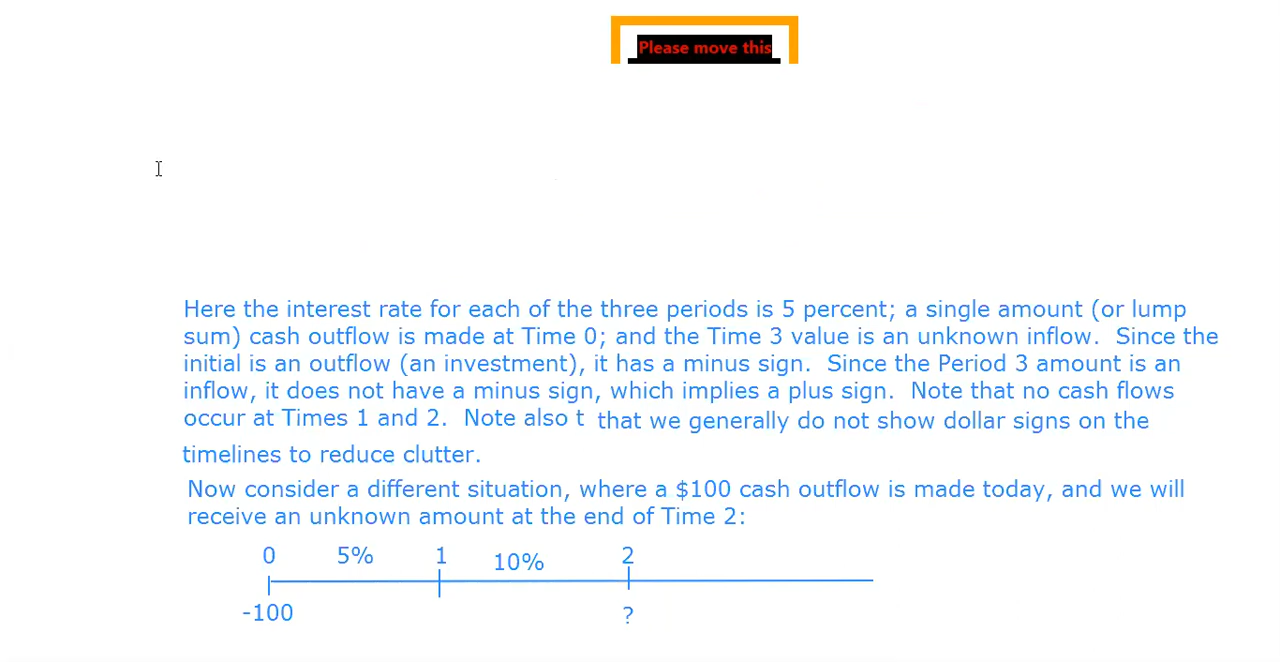 Please move this
Here the interest rate for each of the three periods is 5 percent; a single amount (or lump
sum) cash outflow is made at Time 0; and the Time 3 value is an unknown inflow. Since the
initial is an outflow (an investment), it has a minus sign. Since the Period 3 amount is an
inflow, it does not have a minus sign, which implies a plus sign. Note that no cash flows
occur at Times 1 and 2. Note also t that we generally do not show dollar signs on the
timelines to reduce clutter.
Now consider a different situation, where a $100 cash outflow is made today, and we will
receive an unknown amount at the end of Time 2:
0 5% 1 10% 2
-100 ?